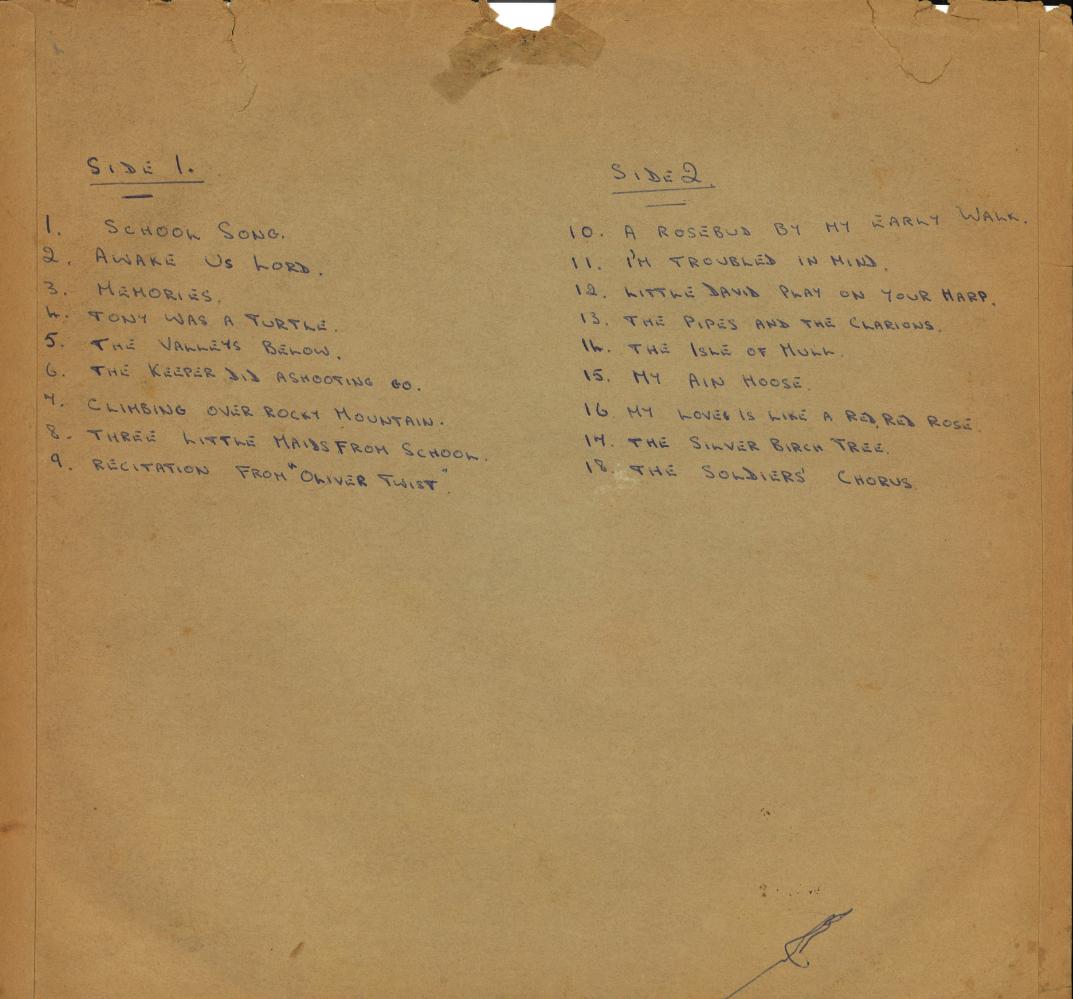 SIDE 1.
1. SCHOOL SONG.
2. AWAKE US LORD.
3. MEMORIES.
4. TONY WAS A TURTLE.
5. THE VALLEYS BELOW.
6. THE KEEPER DID ASHOOTING GO.
7. CLIMBING OVER ROCKY MOUNTAIN.
8. THREE LITTLE MAIDS FROM SCHOOL.
9. RECITATION FROM "OLIVER TWIST".
SIDE 2.
10. A ROSEBUD BY MY EARLY WALK.
11. I'M TROUBLED IN MIND.
12. LITTLE DAVID PLAY ON YOUR HARP.
13. THE PIPES AND THE CLARIONS.
14. THE ISLE OF MULL.
15. MY AIN HOOSE.
16. MY LOVE IS LIKE A RED, RED ROSE.
17. THE SILVER BIRCH TREE.
18. THE SOLDIERS' CHORUS.